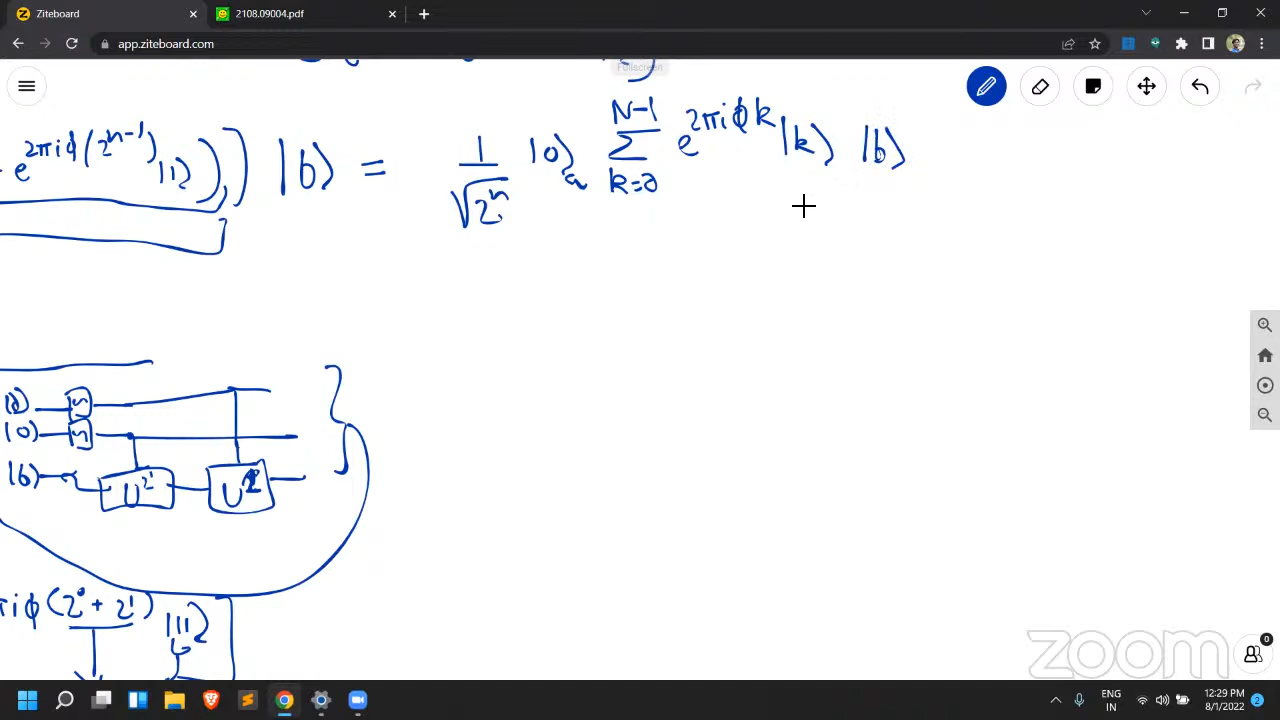 Ziteboard
2108.09004.pdf
app.ziteboard.com
Fullscreen
e^{2πiϕ(2^{n-1})}|1⟩)] |b⟩ = 1/√2^n |0⟩_a Σ_{k=0}^{N-1} e^{2πiϕk} |k⟩ |b⟩
|0⟩ H
|0⟩ H
|b⟩ U^{2^1}
πiϕ(2^0 + 2^1) |11⟩
zoom
0
ENG
IN
12:29 PM
8/1/2022
2